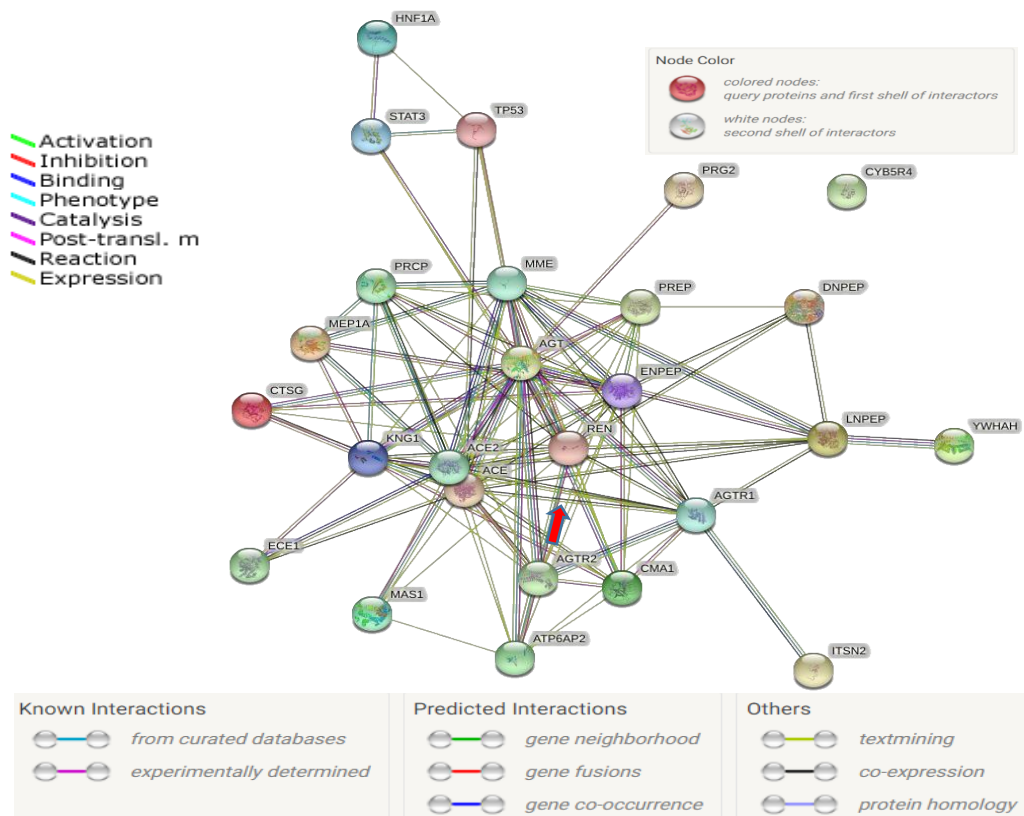 HNF1A
STAT3
TP53
PRG2
CYB5R4
Node Color
colored nodes:
query proteins and first shell of interactors
white nodes:
second shell of interactors
Activation
Inhibition
Binding
Phenotype
Catalysis
Post-transl. m
Reaction
Expression
PRCP
MME
PREP
DNPEP
MEP1A
AGT
ENPEP
CTSG
KNG1
ACE2
ACE
REN
LNPEP
YWHAH
AGTR1
ECE1
AGTR2
CMA1
MAS1
ATP6AP2
ITSN2
Known Interactions
from curated databases
experimentally determined
Predicted Interactions
gene neighborhood
gene fusions
gene co-occurrence
Others
textmining
co-expression
protein homology